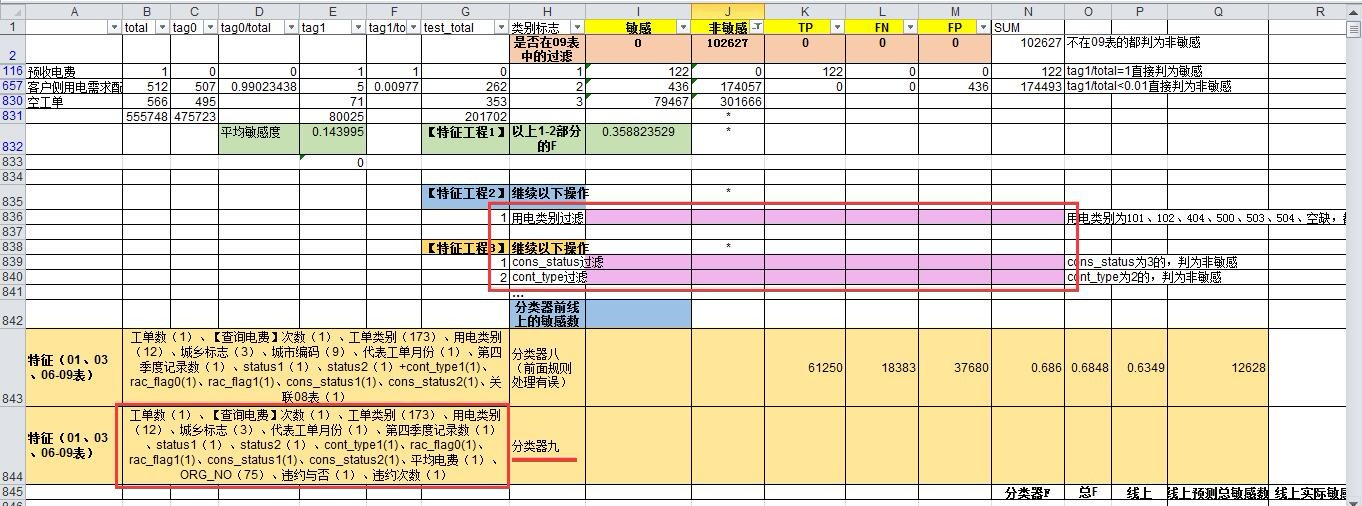 A B C D E F G H I J K L M N O P Q R
1 total tag0 tag0/total tag1 tag1/to test_total 类别标志 敏感 非敏感 TP FN FP SUM
2 是否在09表中的过滤 0 102627 0 0 0 102627 不在09表的都判为非敏感
116 预收电费 1 0 0 1 1 0 1 122 0 122 0 0 122 tag1/total=1直接判为敏感
657 客户侧用电需求配 512 507 0.99023438 5 0.00977 262 2 436 174057 0 0 436 174493 tag1/total<0.01直接判为非敏感
830 空工单 566 495 71 353 3 79467 301666
831 555748 475723 80025 201702 *
832 平均敏感度 0.143995 【特征工程1】 以上1-2部分的F 0.358823529 *
833 0
834
835 【特征工程2】 继续以下操作 *
836 1 用电类别过滤 用电类别为101、102、404、500、503、504、空缺，
837
838 【特征工程3】 继续以下操作 *
839 1 cons_status过滤 cons_status为3的，判为非敏感
840 2 cont_type过滤 cont_type为2的，判为非敏感
841 …
842 分类器前线上的敏感数
特征（01、03、06-09表）
工单数（1）、【查询电费】次数（1）、工单类别（173）、用电类别
（12）、城乡标志（3）、城市编码（9）、代表工单月份（1）、第四
季度记录数（1）、status1（1）、status2（1）+cont_type1(1)、
rac_flag0(1)、rac_flag1(1)、cons_status1(1)、cons_status2(1)、关
联08表（1）
分类器八
（前面规则
处理有误）
843 61250 18383 37680 0.686 0.6848 0.6349 12628
特征（01、03、06-09表）
工单数（1）、【查询电费】次数（1）、工单类别（173）、用电类别
（12）、城乡标志（3）、代表工单月份（1）、第四季度记录数（1）
、status1（1）、status2（1）、cont_type1(1)、rac_flag0(1)、
rac_flag1(1)、cons_status1(1)、cons_status2(1)、平均电费（1）、
ORG_NO（75）、违约与否（1）、违约次数（1）
分类器九
844
845 分类器F 总F 线上 线上预测总敏感数 线上实际敏感